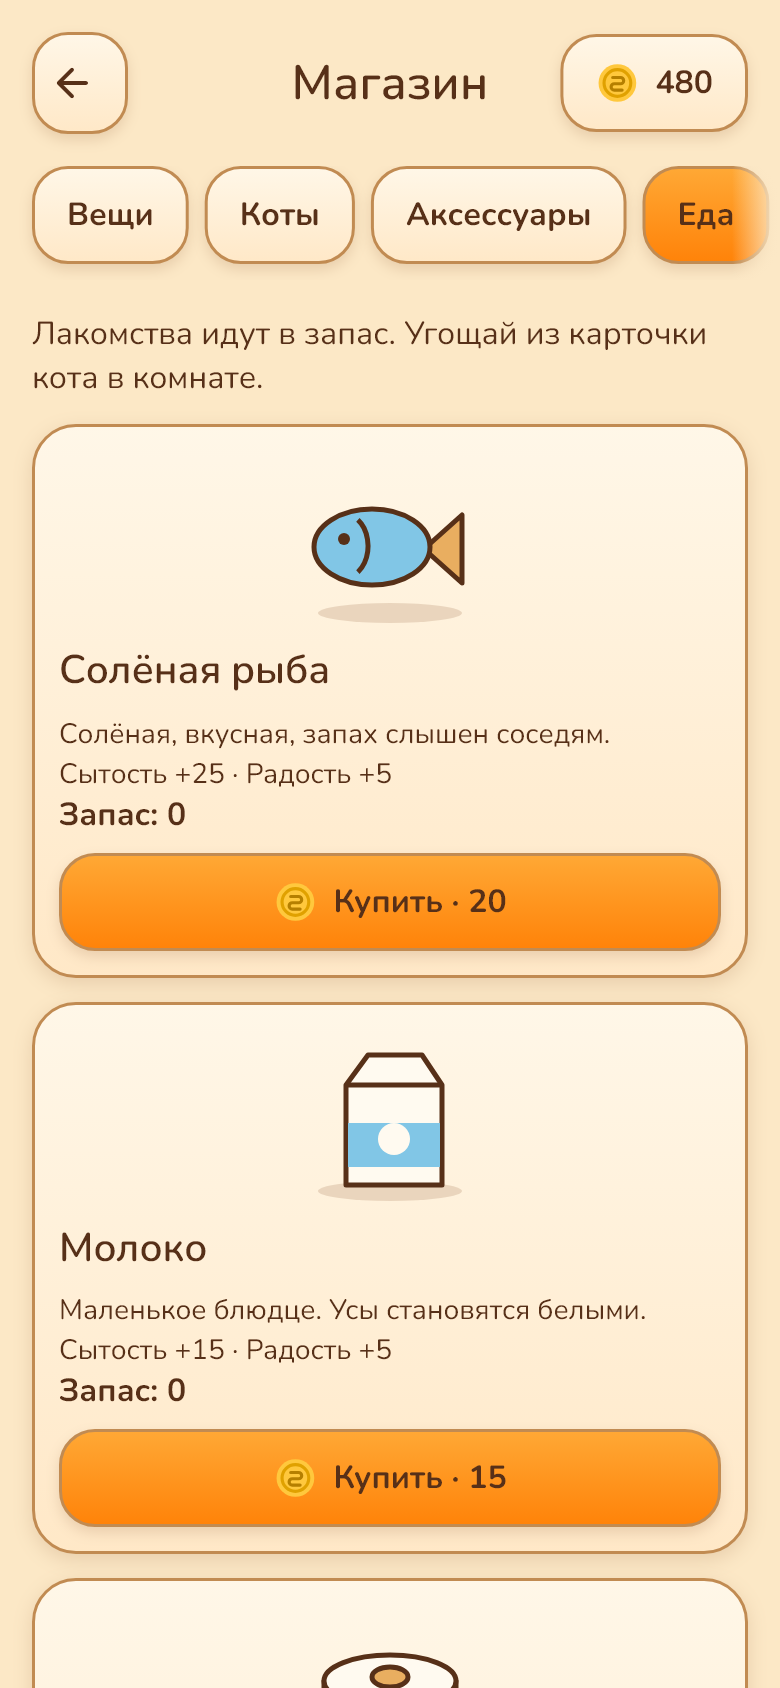 Магазин
480
Вещи
Коты
Аксессуары
Еда
Лакомства идут в запас. Угощай из карточки
кота в комнате.
Солёная рыба
Солёная, вкусная, запах слышен соседям.
Сытость +25 · Радость +5
Запас: 0
Купить · 20
Молоко
Маленькое блюдце. Усы становятся белыми.
Сытость +15 · Радость +5
Запас: 0
Купить · 15